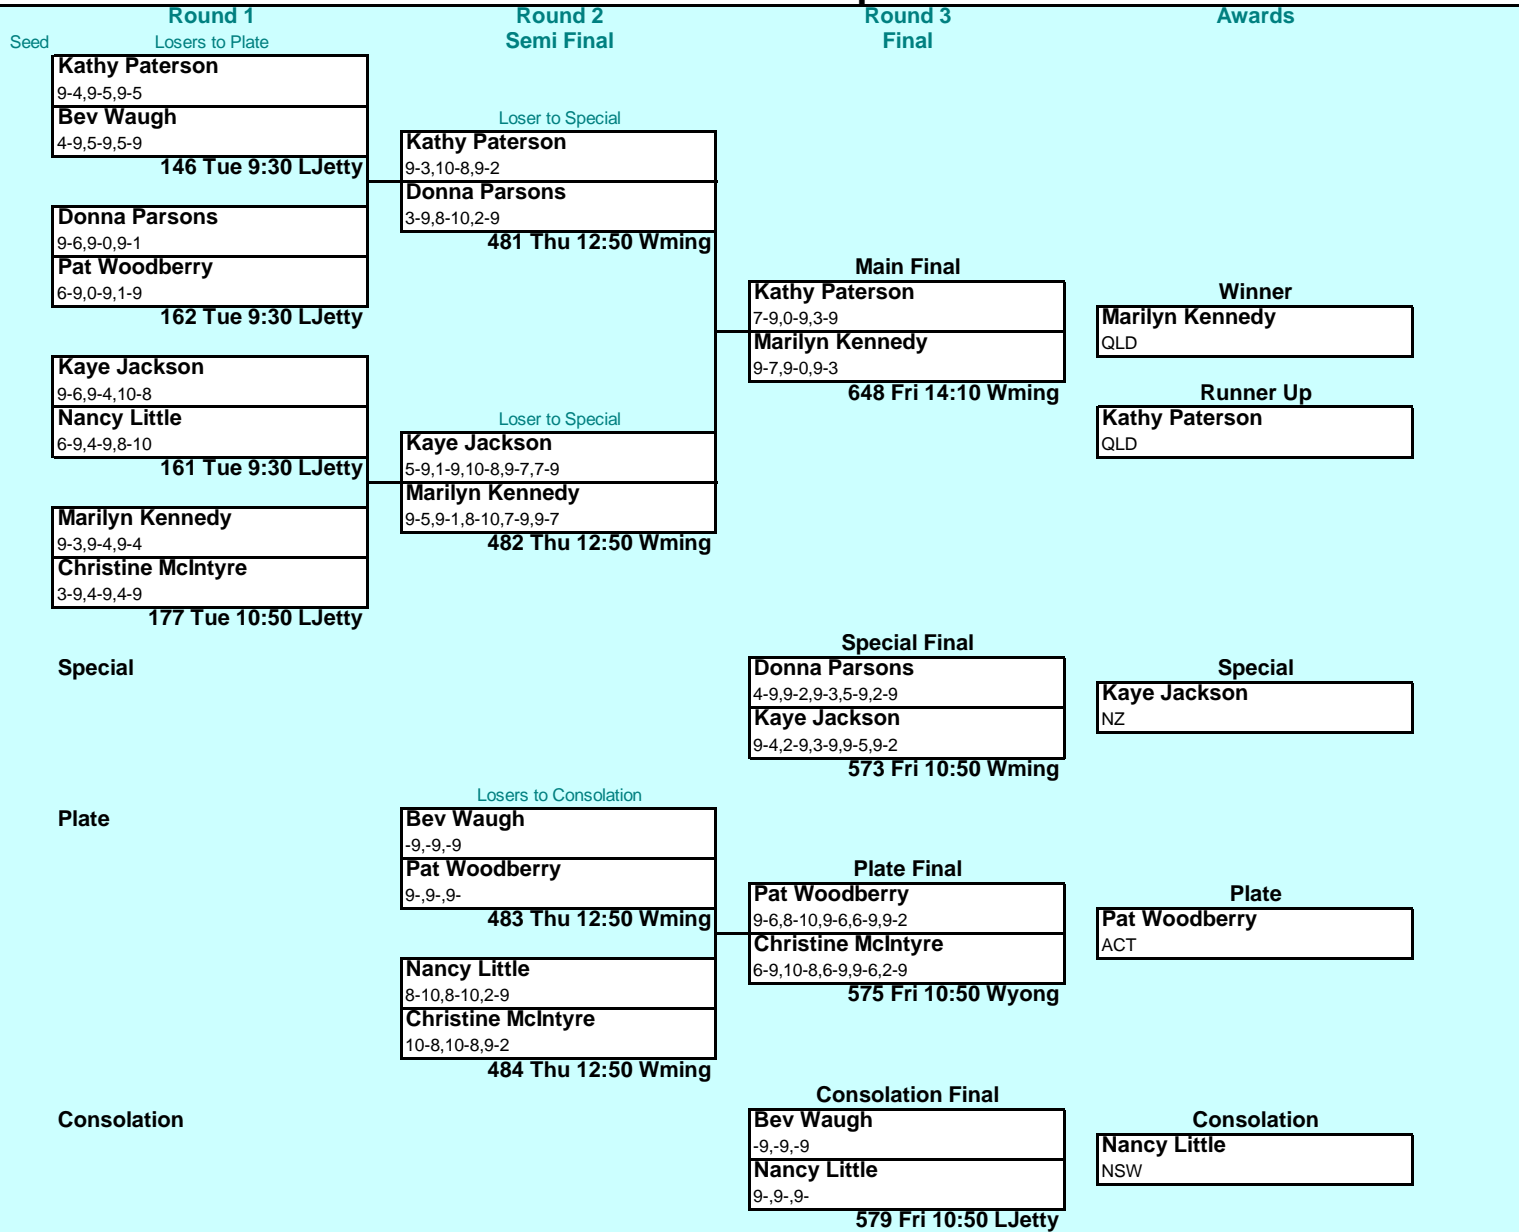 Round 1 Round 2 Round 3 Awards
Seed Losers to Plate Semi Final Final
Kathy Paterson
9-4,9-5,9-5
Bev Waugh
4-9,5-9,5-9
146 Tue 9:30 LJetty
Donna Parsons
9-6,9-0,9-1
Pat Woodberry
6-9,0-9,1-9
162 Tue 9:30 LJetty
Kaye Jackson
9-6,9-4,10-8
Nancy Little
6-9,4-9,8-10
161 Tue 9:30 LJetty
Marilyn Kennedy
9-3,9-4,9-4
Christine McIntyre
3-9,4-9,4-9
177 Tue 10:50 LJetty
Loser to Special
Kathy Paterson
9-3,10-8,9-2
Donna Parsons
3-9,8-10,2-9
481 Thu 12:50 Wming
Loser to Special
Kaye Jackson
5-9,1-9,10-8,9-7,7-9
Marilyn Kennedy
9-5,9-1,8-10,7-9,9-7
482 Thu 12:50 Wming
Main Final
Kathy Paterson
7-9,0-9,3-9
Marilyn Kennedy
9-7,9-0,9-3
648 Fri 14:10 Wming
Winner
Marilyn Kennedy
QLD
Runner Up
Kathy Paterson
QLD
Special
Special Final
Donna Parsons
4-9,9-2,9-3,5-9,2-9
Kaye Jackson
9-4,2-9,3-9,9-5,9-2
573 Fri 10:50 Wming
Special
Kaye Jackson
NZ
Plate
Losers to Consolation
Bev Waugh
-9,-9,-9
Pat Woodberry
9-,9-,9-
483 Thu 12:50 Wming
Nancy Little
8-10,8-10,2-9
Christine McIntyre
10-8,10-8,9-2
484 Thu 12:50 Wming
Plate Final
Pat Woodberry
9-6,8-10,9-6,6-9,9-2
Christine McIntyre
6-9,10-8,6-9,9-6,2-9
575 Fri 10:50 Wyong
Plate
Pat Woodberry
ACT
Consolation
Consolation Final
Bev Waugh
-9,-9,-9
Nancy Little
9-,9-,9-
579 Fri 10:50 LJetty
Consolation
Nancy Little
NSW